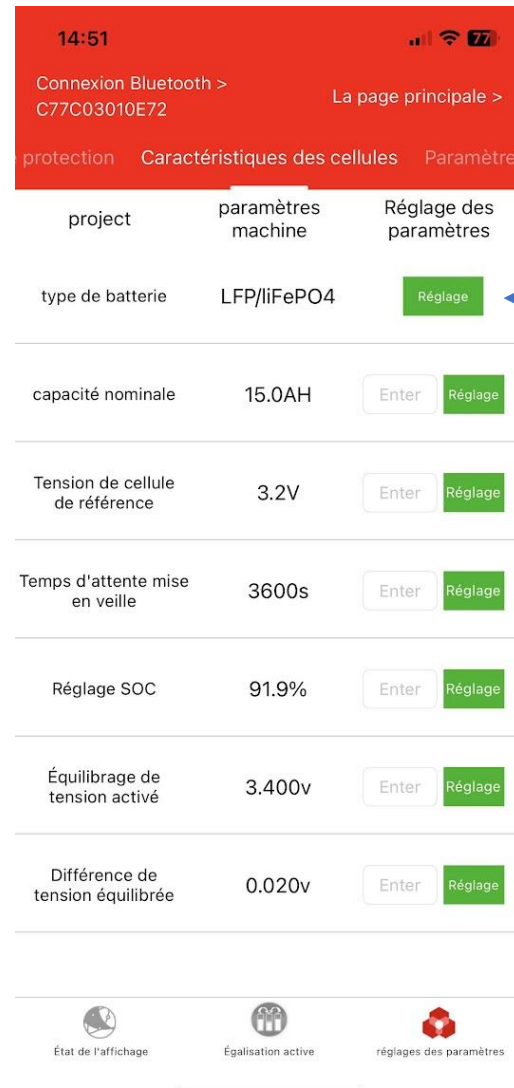 14:51
77
Connexion Bluetooth >
C77C03010E72
La page principale >
protection Caractéristiques des cellules Paramètre
project
paramètres
machine
Réglage des
paramètres
type de batterie LFP/liFePO4 Réglage
capacité nominale 15.0AH Enter Réglage
Tension de cellule
de référence
3.2V Enter Réglage
Temps d'attente mise
en veille
3600s Enter Réglage
Réglage SOC 91.9% Enter Réglage
Équilibrage de
tension activé
3.400v Enter Réglage
Différence de
tension équilibrée
0.020v Enter Réglage
État de l'affichage Égalisation active réglages des paramètres